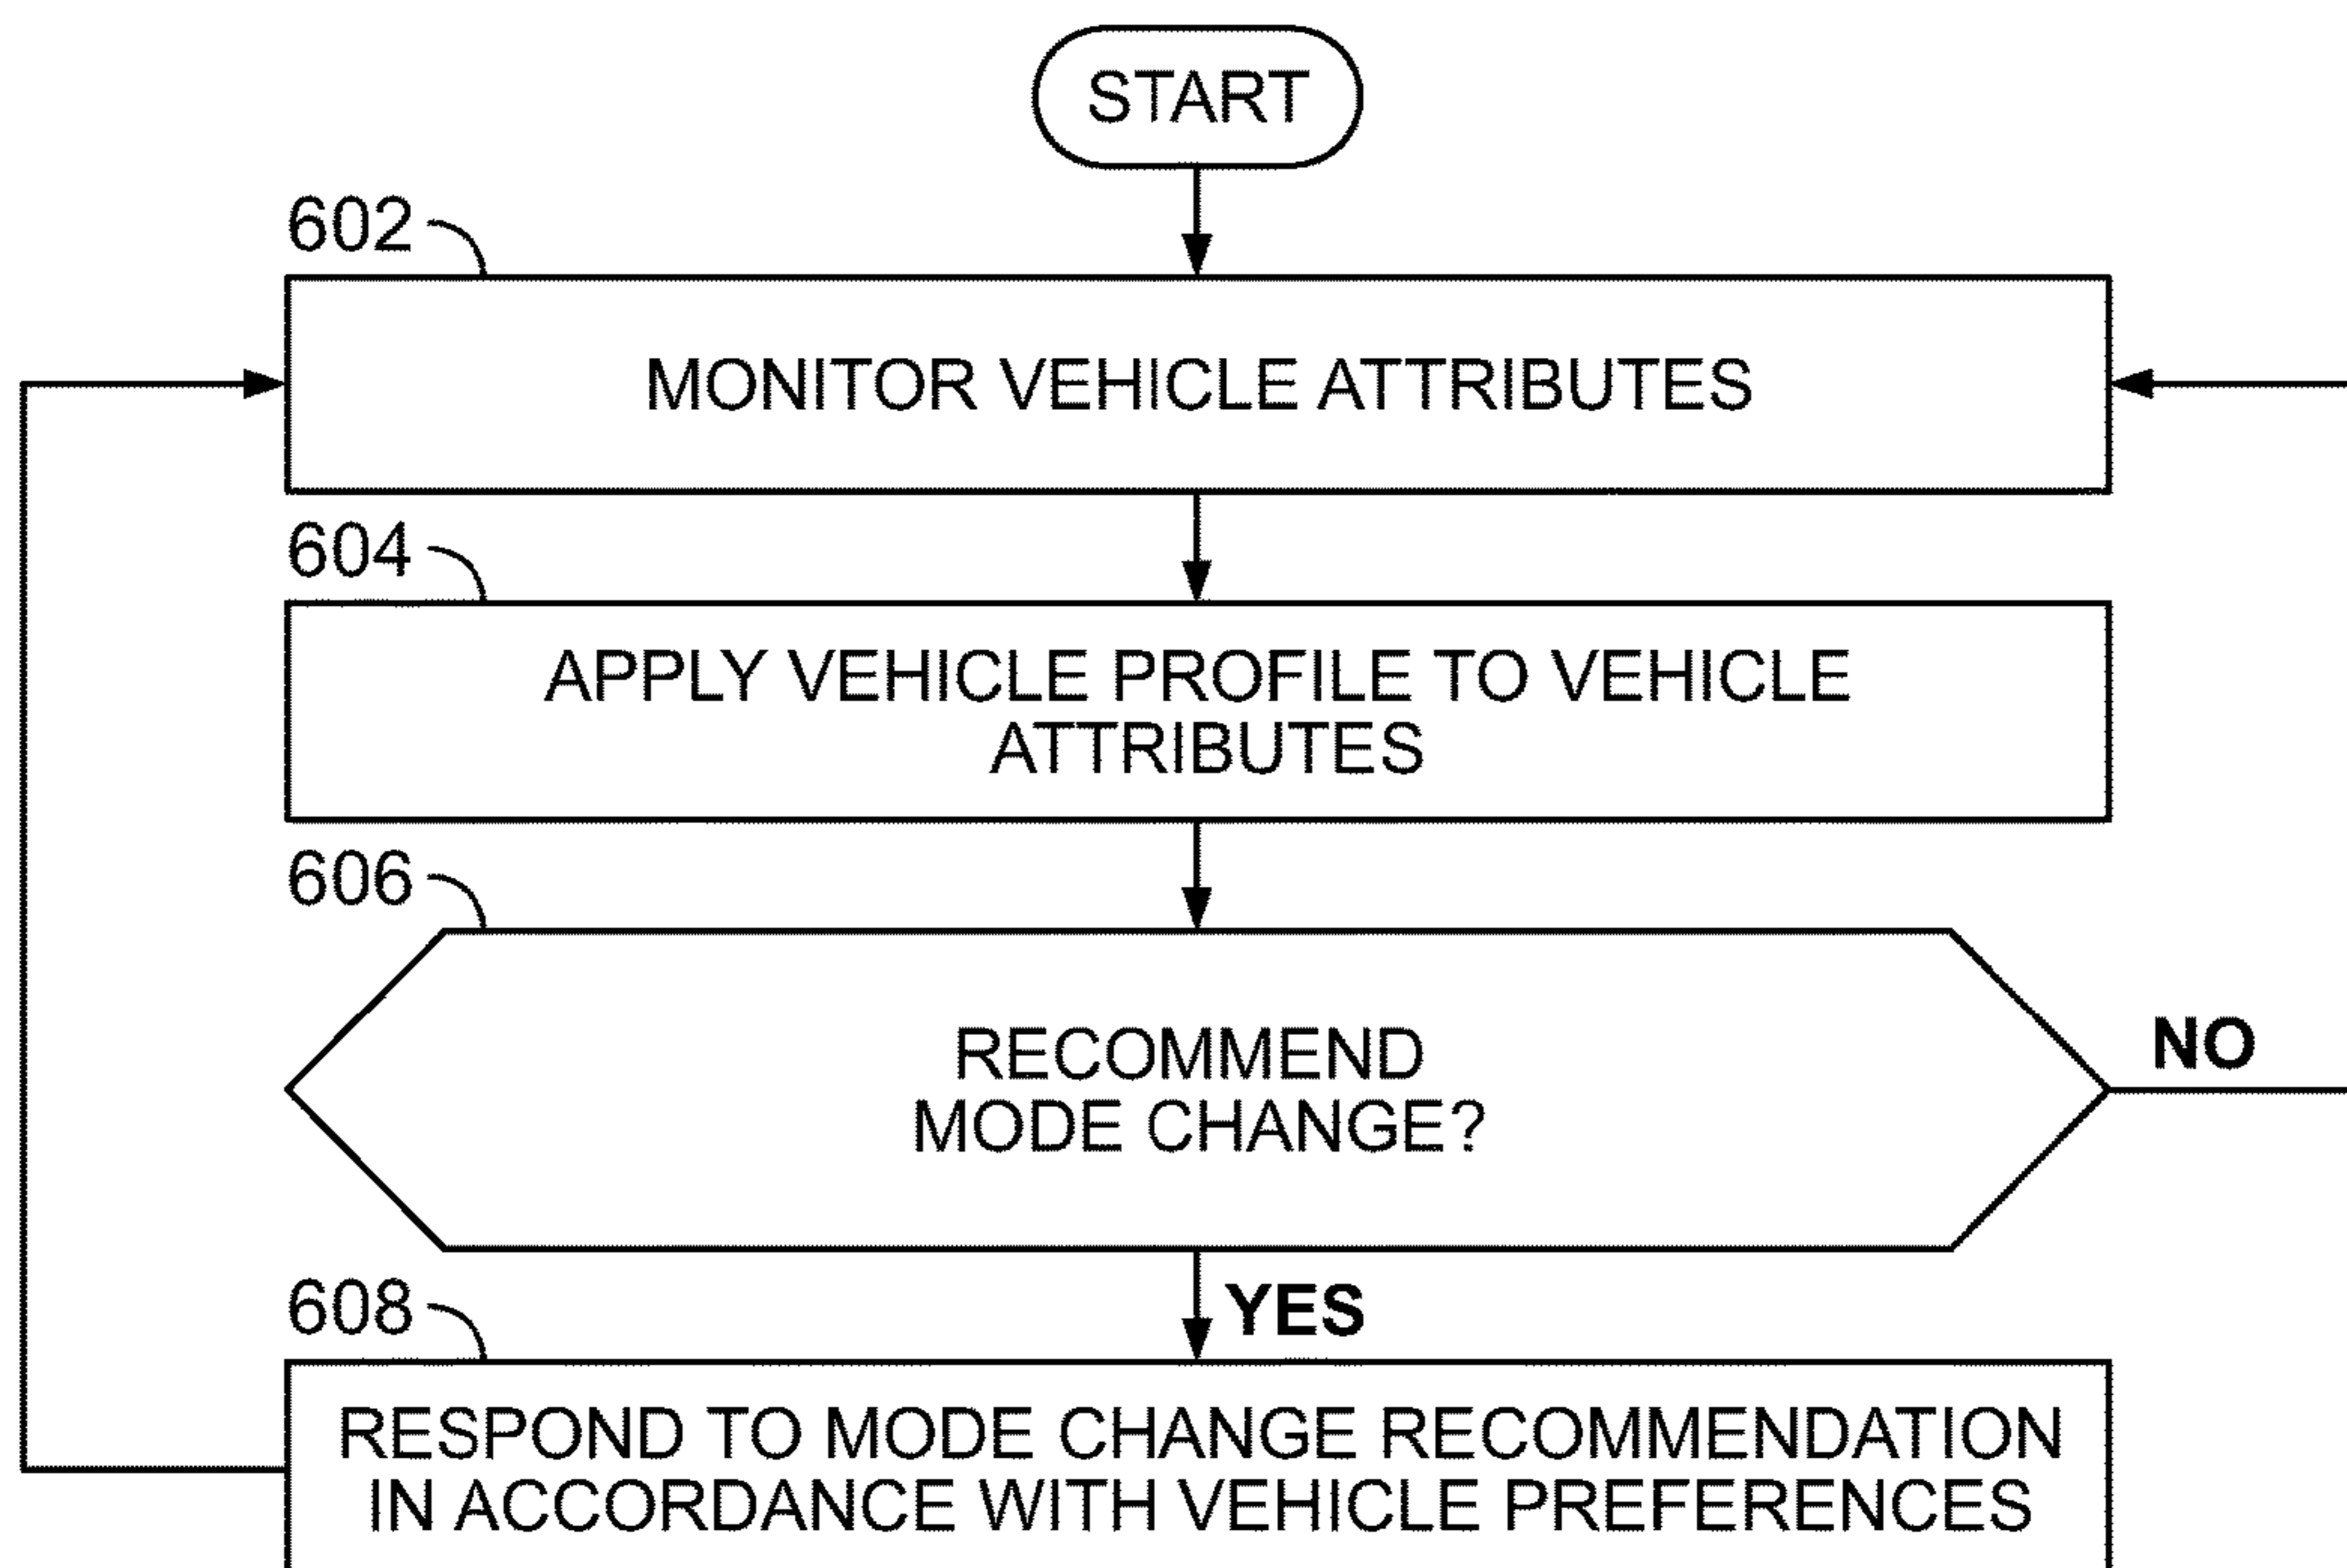 START
602
MONITOR VEHICLE ATTRIBUTES
604
APPLY VEHICLE PROFILE TO VEHICLE
ATTRIBUTES
606
RECOMMEND
MODE CHANGE?
NO
YES
608
RESPOND TO MODE CHANGE RECOMMENDATION
IN ACCORDANCE WITH VEHICLE PREFERENCES